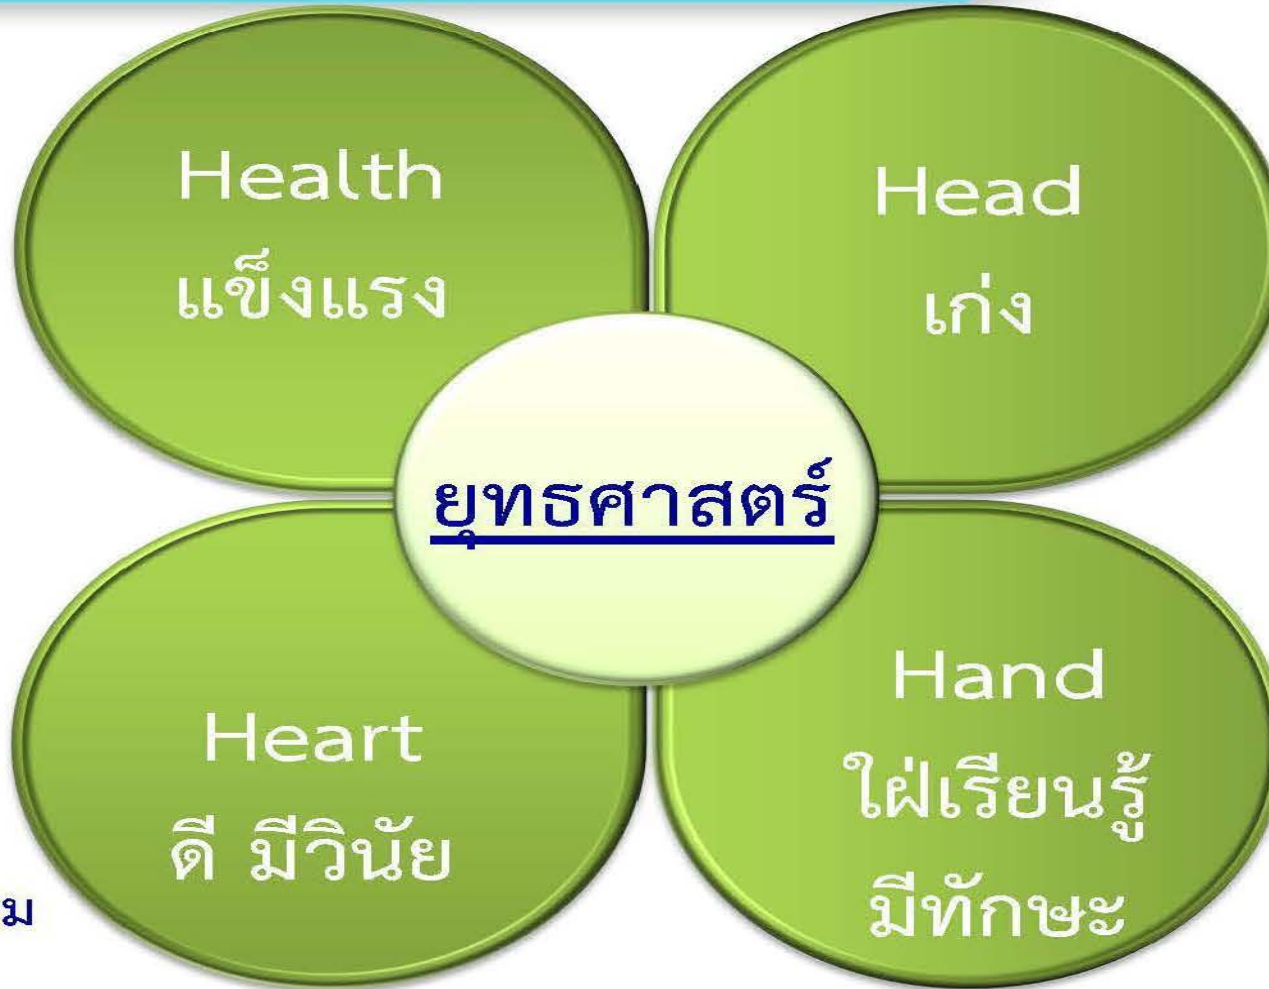 Health
แข็งแรง
Head
เก่ง
ยุทธศาสตร์
Heart
ดี มีวินัย
Hand
ใฝ่เรียนรู้
มีทักษะ